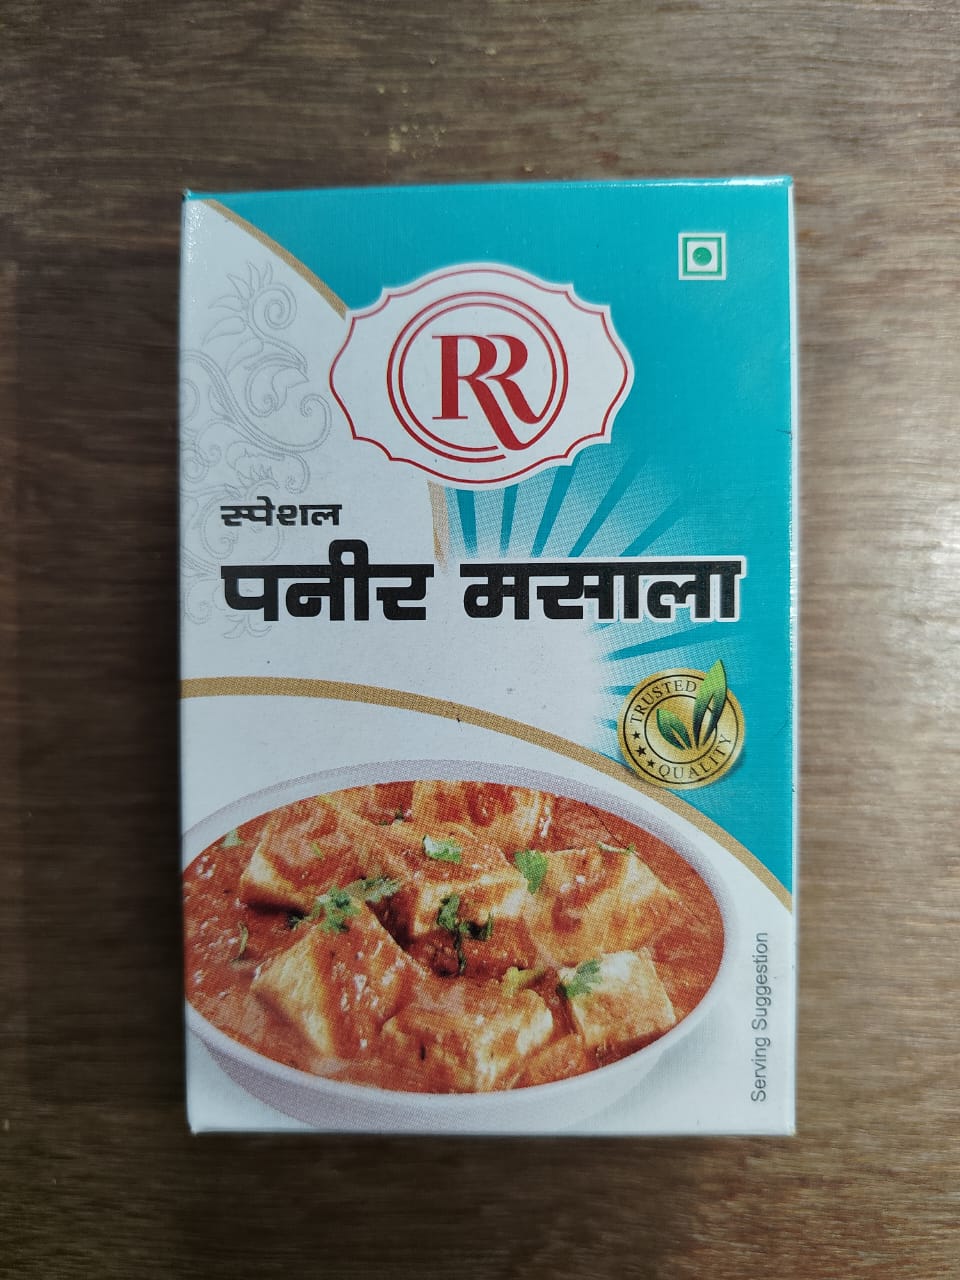 RR
स्पेशल
पनीर मसाला
TRUSTED
QUALITY
Serving Suggestion